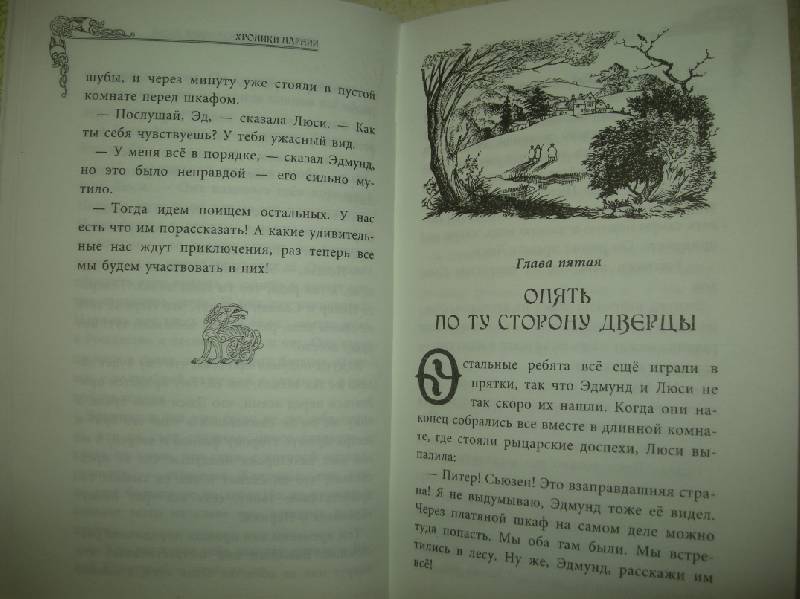 ХРОНИКИ НАРНИИ
шубы, и через минуту уже стояли в пустой
комнате перед шкафом.
— Послушай, Эд, — сказала Люси. — Как
ты себя чувствуешь? У тебя ужасный вид.
— У меня всё в порядке, — сказал Эдмунд,
но это было неправдой — его сильно му-
тило.
— Тогда идем поищем остальных. У нас
есть что им порассказать! А какие удивитель-
ные нас ждут приключения, раз теперь все
мы будем участвовать в них!
Глава пятая
ОПЯТЬ
ПО ТУ СТОРОНУ ДВЕРЦЫ
Остальные ребята всё ещё играли в
прятки, так что Эдмунд и Люси не
так скоро их нашли. Когда они на-
конец собрались все вместе в длинной комна-
те, где стояли рыцарские доспехи, Люси вы-
палила:
— Питер! Сьюзен! Это взаправдашняя стра-
на! Я не выдумываю, Эдмунд тоже её видел.
Через платяной шкаф на самом деле можно
туда попасть. Мы оба там были. Мы встре-
тились в лесу. Ну же, Эдмунд, расскажи им
всё!